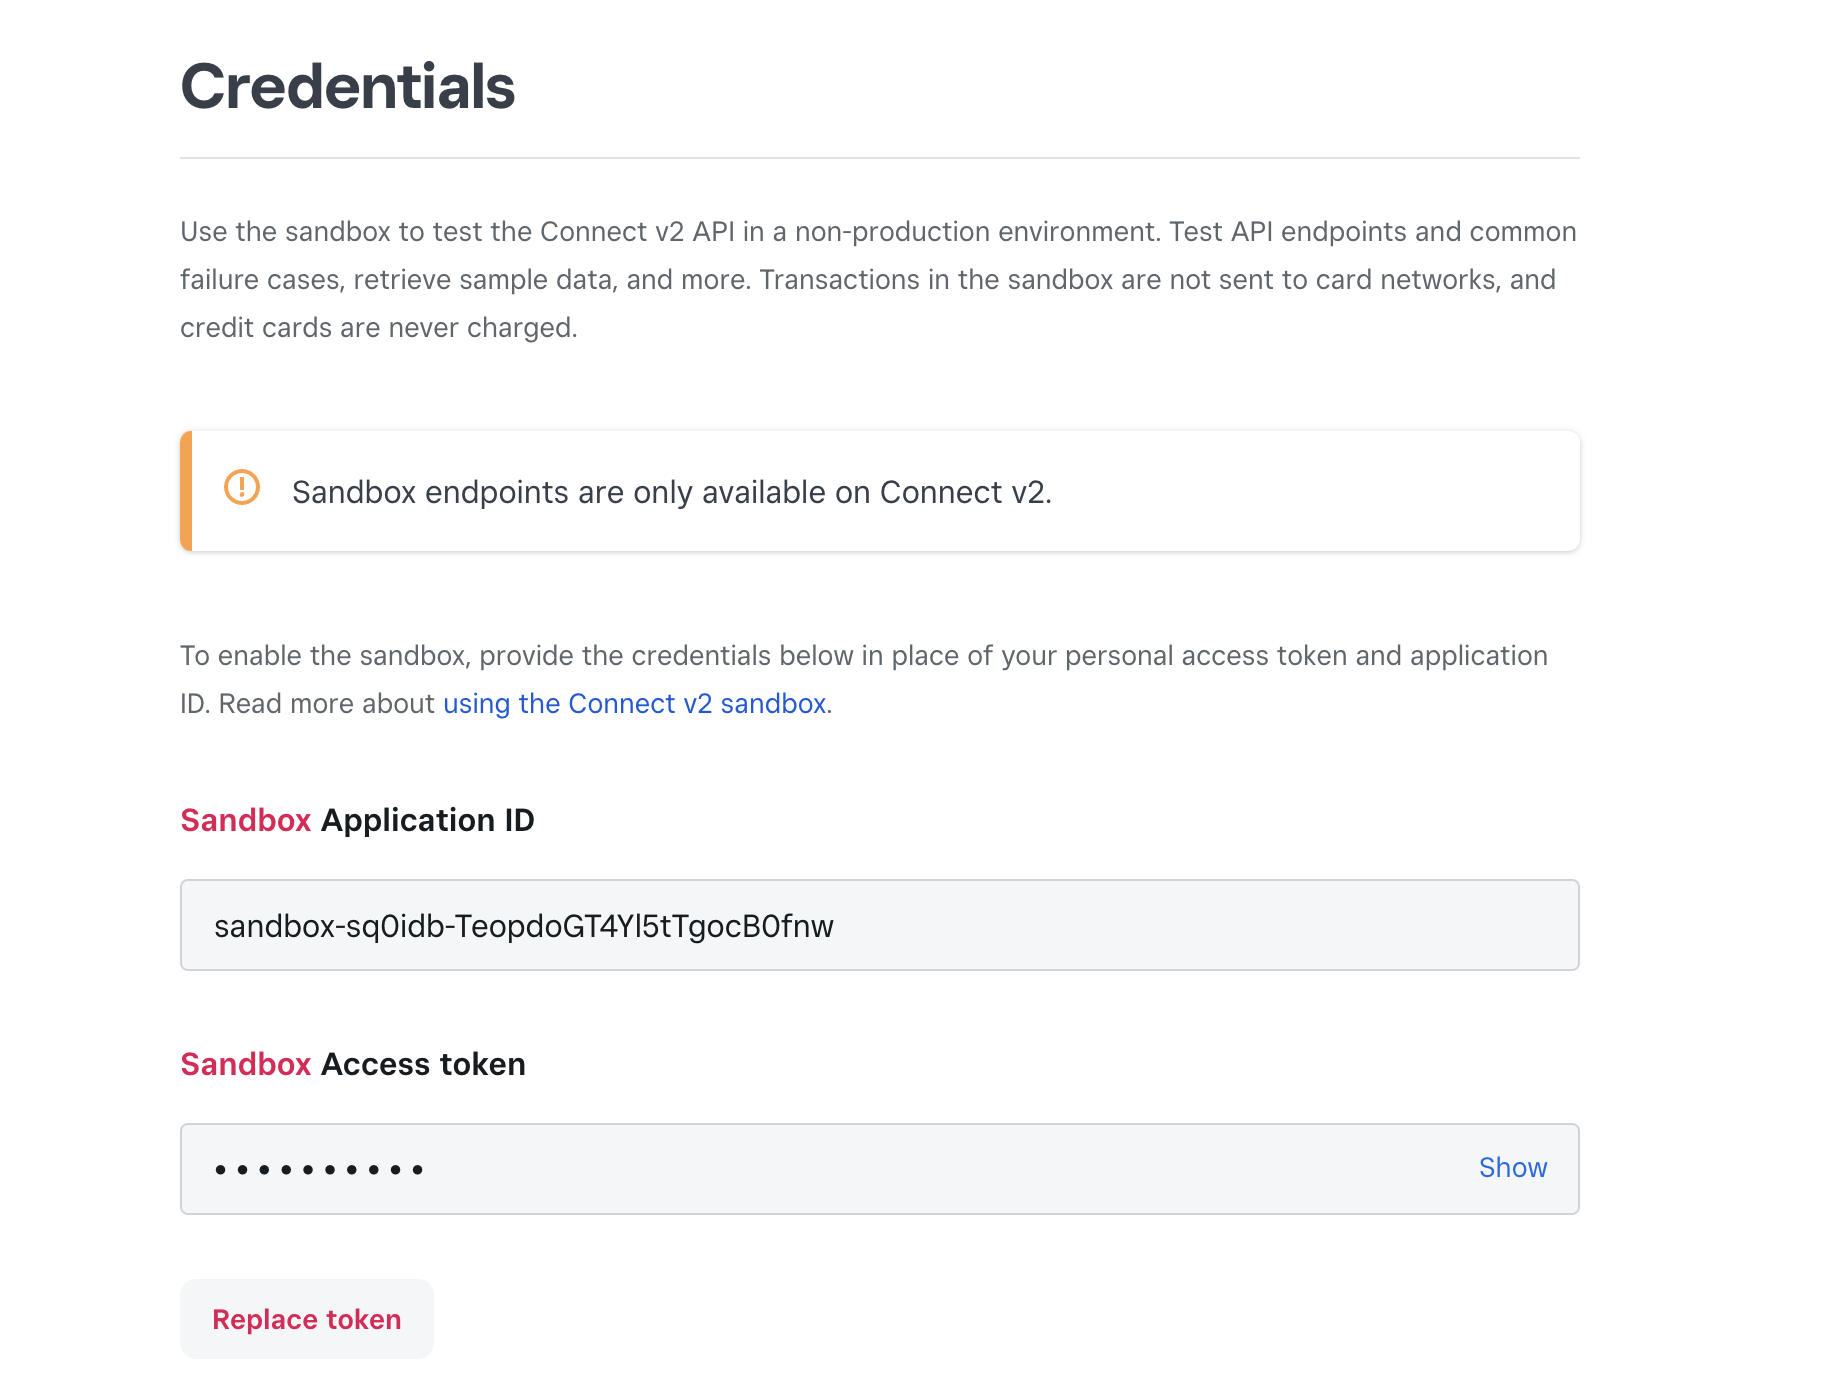 Credentials
Use the sandbox to test the Connect v2 API in a non-production environment. Test API endpoints and common
failure cases, retrieve sample data, and more. Transactions in the sandbox are not sent to card networks, and
credit cards are never charged.
Sandbox endpoints are only available on Connect v2.
To enable the sandbox, provide the credentials below in place of your personal access token and application
ID. Read more about using the Connect v2 sandbox.
Sandbox Application ID
sandbox-sq0idb-TeopdoGT4Yl5tTgocB0fnw
Sandbox Access token
••••••••••
Show
Replace token